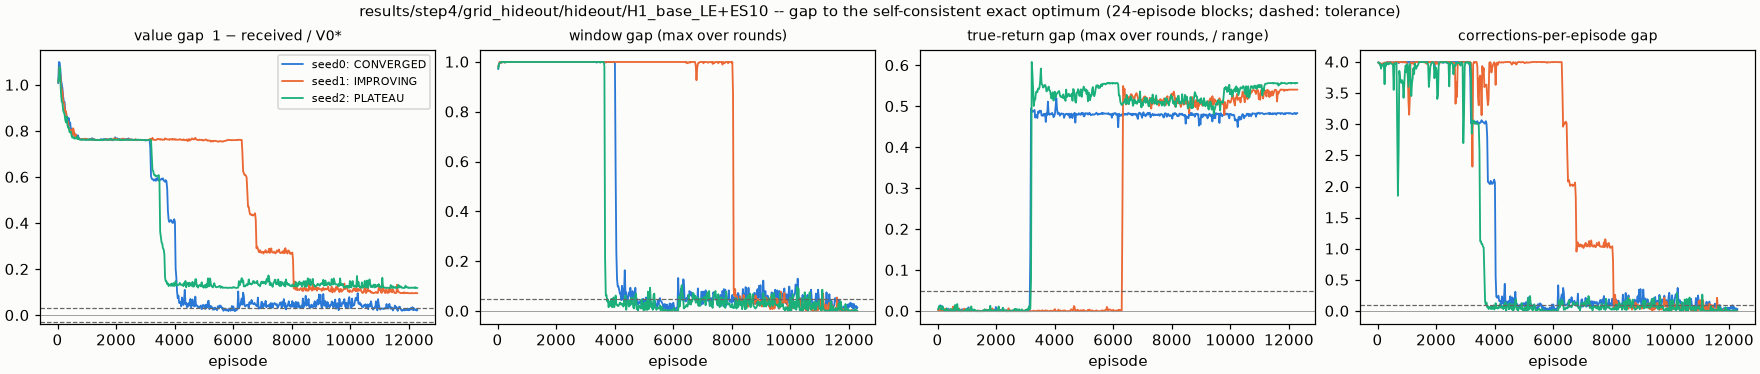 results/step4/grid_hideout/hideout/H1_base_LE+ES10 -- gap to the self-consistent exact optimum (24-episode blocks; dashed: tolerance)
value gap  1 − received / V0*
1.0
0.8
0.6
0.4
0.2
0.0
0 2000 4000 6000 8000 10000 12000
episode
seed0: CONVERGED
seed1: IMPROVING
seed2: PLATEAU
window gap (max over rounds)
1.0
0.8
0.6
0.4
0.2
0.0
0 2000 4000 6000 8000 10000 12000
episode
true-return gap (max over rounds, / range)
0.6
0.5
0.4
0.3
0.2
0.1
0.0
0 2000 4000 6000 8000 10000 12000
episode
corrections-per-episode gap
4.0
3.5
3.0
2.5
2.0
1.5
1.0
0.5
0.0
0 2000 4000 6000 8000 10000 12000
episode